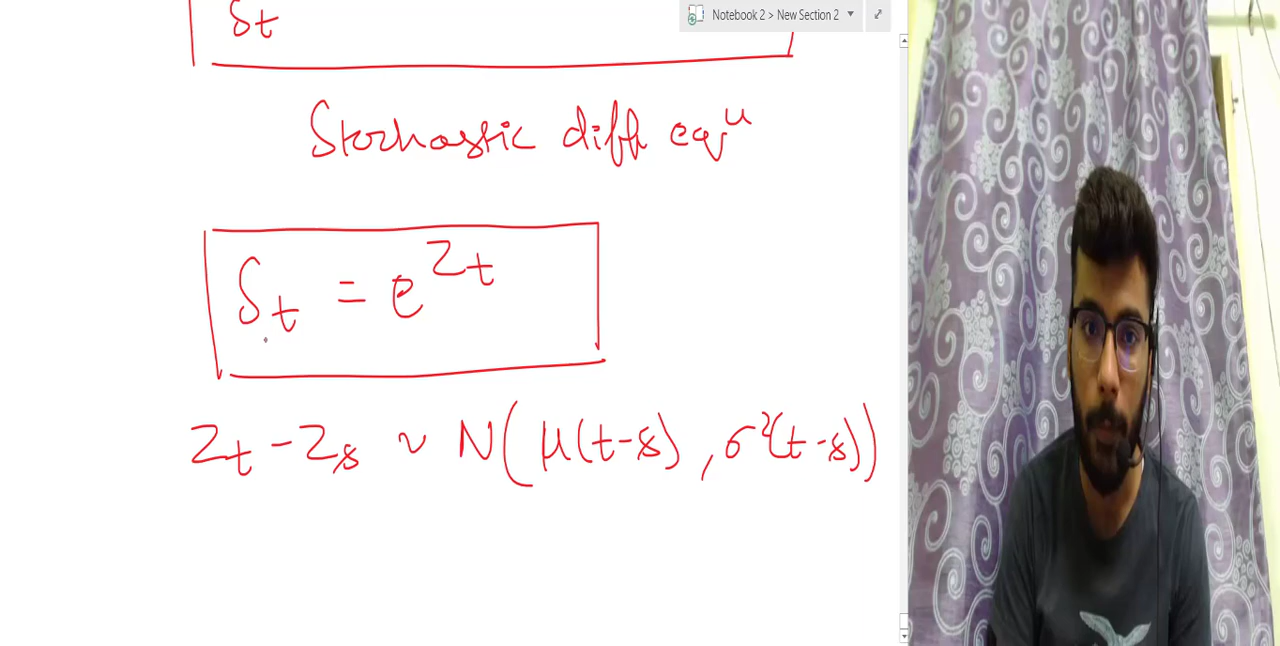 Notebook 2 > New Section 2
St
Stochastic diff eqⁿ
St = e^Zt
Zt - Zs ~ N(μ(t-s), σ²(t-s))